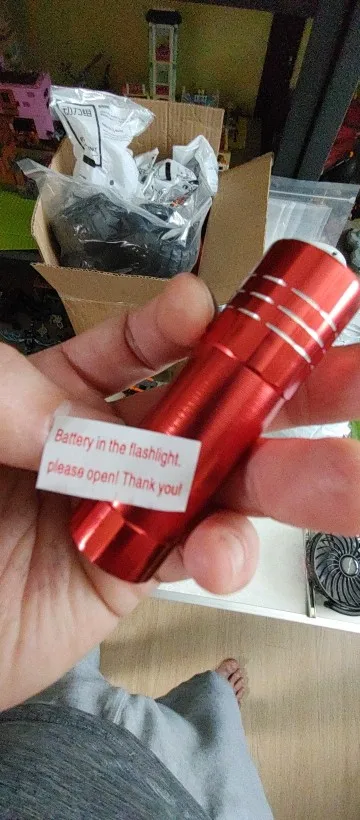 Battery in the flashlight.
please open! Thank you!